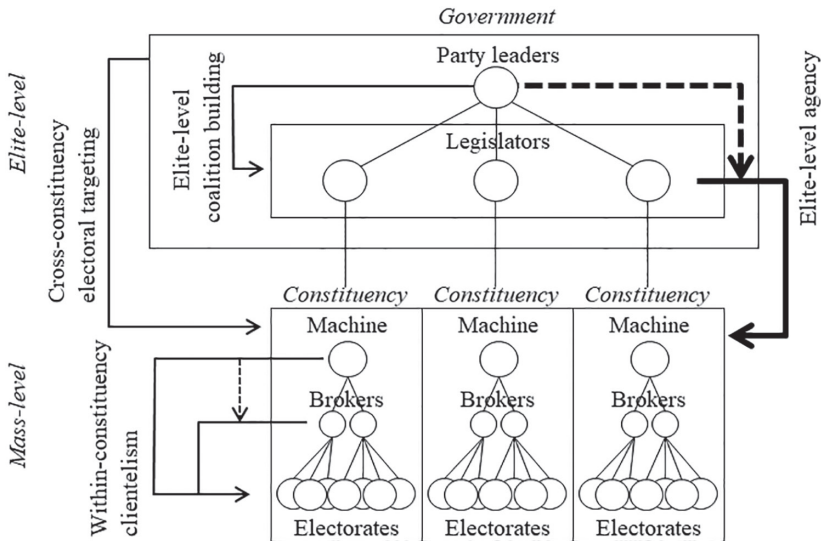 Government
Party leaders
Legislators
Elite-level
Cross-constituency
electoral targeting
Elite-level
coalition building
Elite-level agency
Constituency
Constituency
Constituency
Machine
Machine
Machine
Brokers
Brokers
Brokers
Electorates
Electorates
Electorates
Mass-level
Within-constituency
clientelism